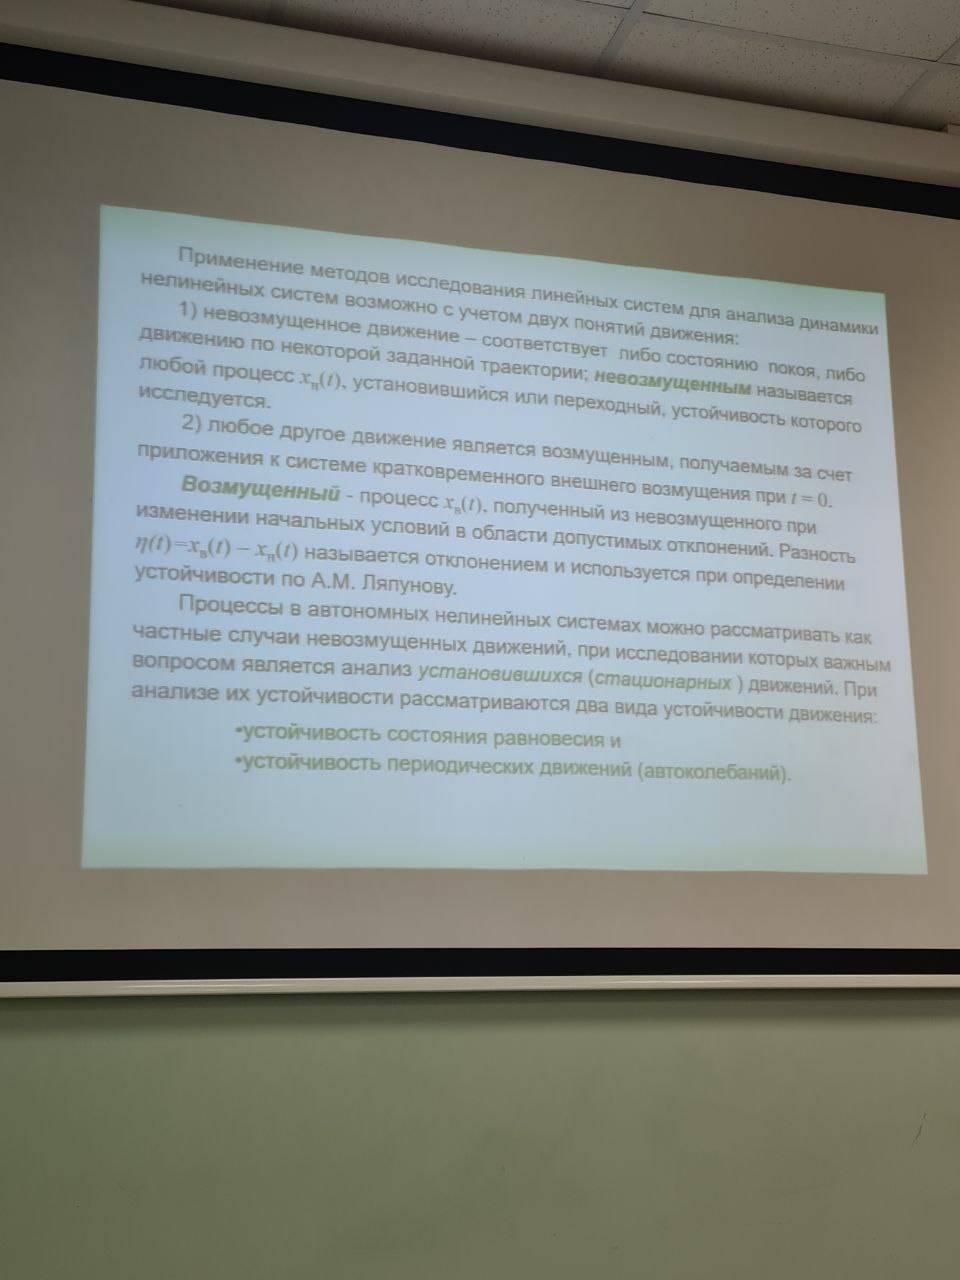 Применение методов исследования линейных систем для анализа динамики
нелинейных систем возможно с учетом двух понятий движения:
1) невозмущенное движение – соответствует либо состоянию покоя, либо
движению по некоторой заданной траектории; невозмущенным называется
любой процесс xн(t), установившийся или переходный, устойчивость которого
исследуется.
2) любое другое движение является возмущенным, получаемым за счет
приложения к системе кратковременного внешнего возмущения при t = 0.
Возмущенный - процесс xв(t), полученный из невозмущенного при
изменении начальных условий в области допустимых отклонений. Разность
η(t)=xв(t) – xн(t) называется отклонением и используется при определении
устойчивости по А.М. Ляпунову.
Процессы в автономных нелинейных системах можно рассматривать как
частные случаи невозмущенных движений, при исследовании которых важным
вопросом является анализ установившихся (стационарных ) движений. При
анализе их устойчивости рассматриваются два вида устойчивости движения:
•устойчивость состояния равновесия и
•устойчивость периодических движений (автоколебаний).